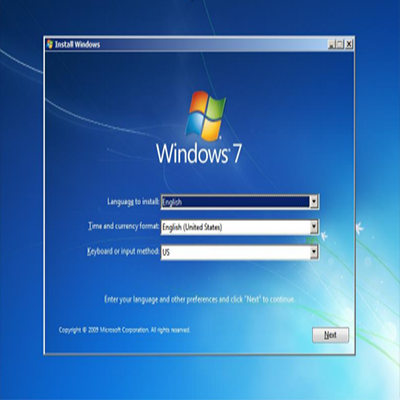 Install Windows
Windows 7
Language to install: English
Time and currency format: English (United States)
Keyboard or input method: US
Enter your language and other preferences and click "Next" to continue.
Copyright © 2009 Microsoft Corporation. All rights reserved.
Next